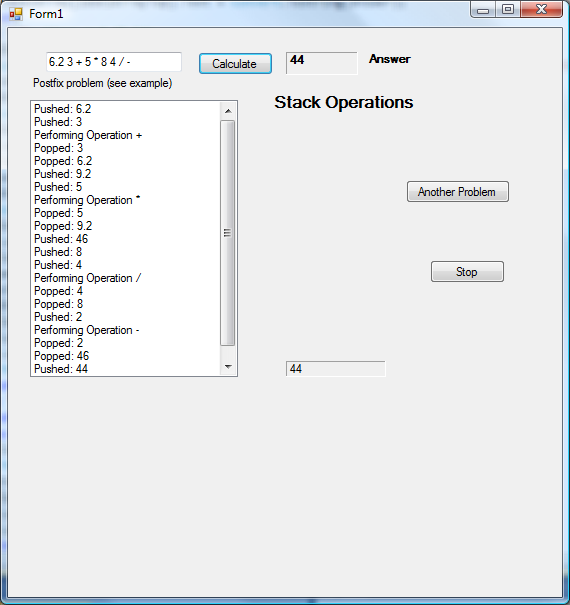 Form1
6.2 3 + 5 * 8 4 / -
Calculate
44
Answer
Postfix problem (see example)
Stack Operations
Pushed: 6.2
Pushed: 3
Performing Operation +
Popped: 3
Popped: 6.2
Pushed: 9.2
Pushed: 5
Performing Operation *
Popped: 5
Popped: 9.2
Pushed: 46
Pushed: 8
Pushed: 4
Performing Operation /
Popped: 4
Popped: 8
Pushed: 2
Performing Operation -
Popped: 2
Popped: 46
Pushed: 44
Another Problem
Stop
44